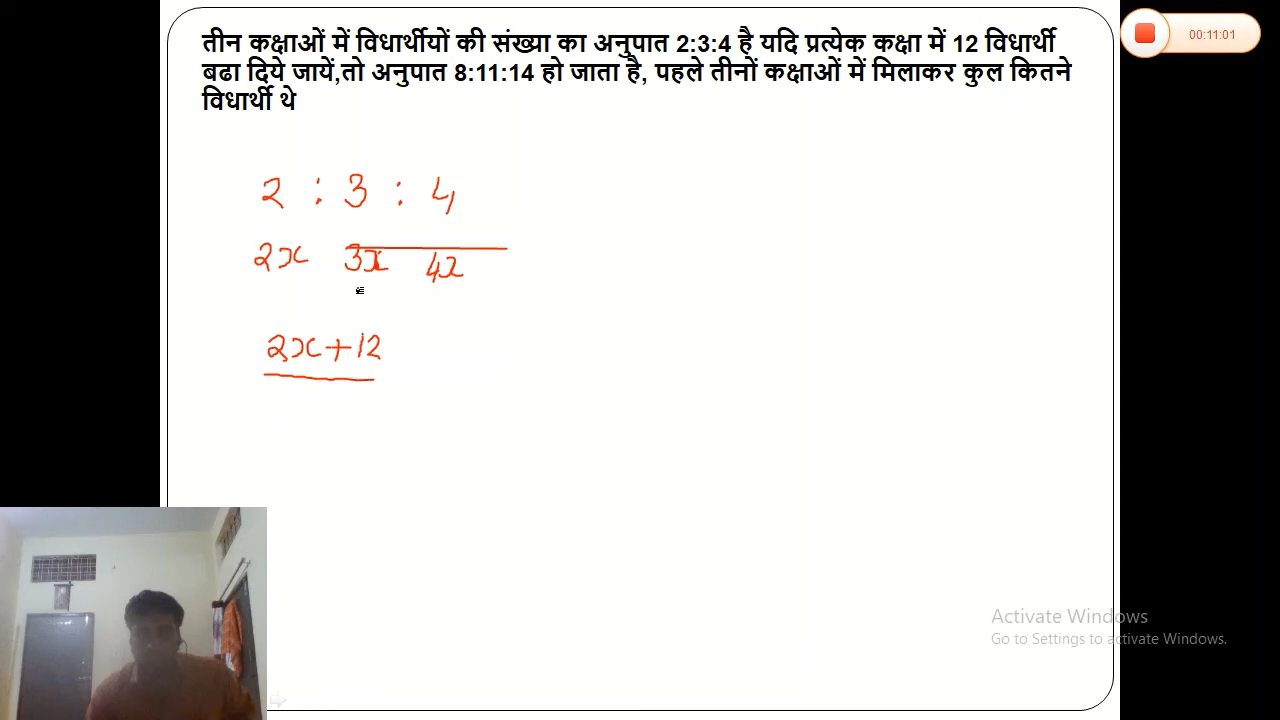 तीन कक्षाओं में विधार्थीयों की संख्या का अनुपात 2:3:4 है यदि प्रत्येक कक्षा में 12 विधार्थी
बढा दिये जायें,तो अनुपात 8:11:14 हो जाता है, पहले तीनों कक्षाओं में मिलाकर कुल कितने
विधार्थी थे
2 : 3 : 4
2x 3x 4x
2x+12
00:11:01
Activate Windows
Go to Settings to activate Windows.